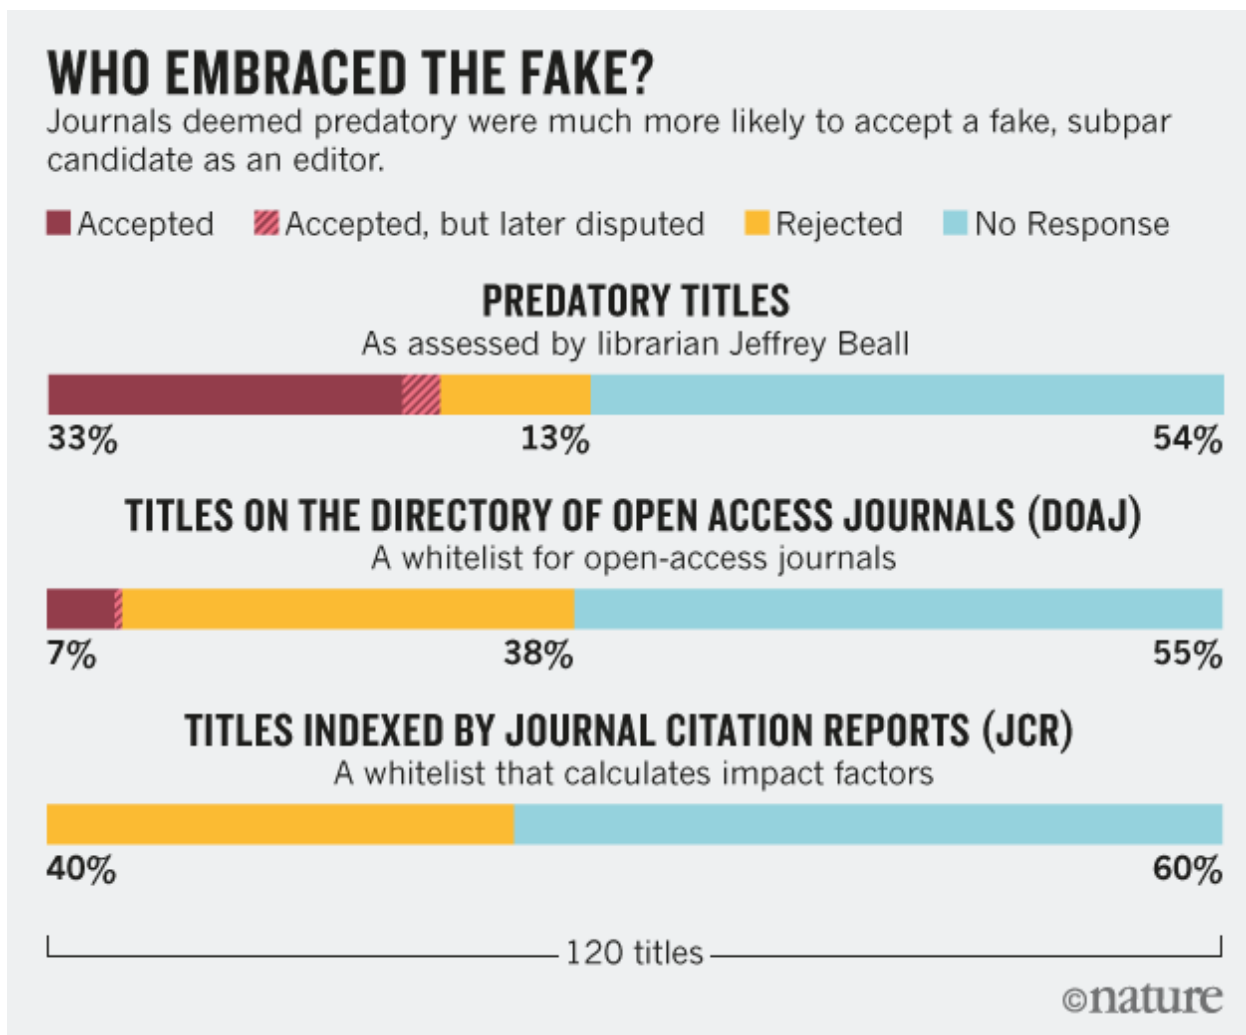 WHO EMBRACED THE FAKE?
Journals deemed predatory were much more likely to accept a fake, subpar
candidate as an editor.
Accepted Accepted, but later disputed Rejected No Response
PREDATORY TITLES
As assessed by librarian Jeffrey Beall
33% 13% 54%
TITLES ON THE DIRECTORY OF OPEN ACCESS JOURNALS (DOAJ)
A whitelist for open-access journals
7% 38% 55%
TITLES INDEXED BY JOURNAL CITATION REPORTS (JCR)
A whitelist that calculates impact factors
40% 60%
120 titles
©nature